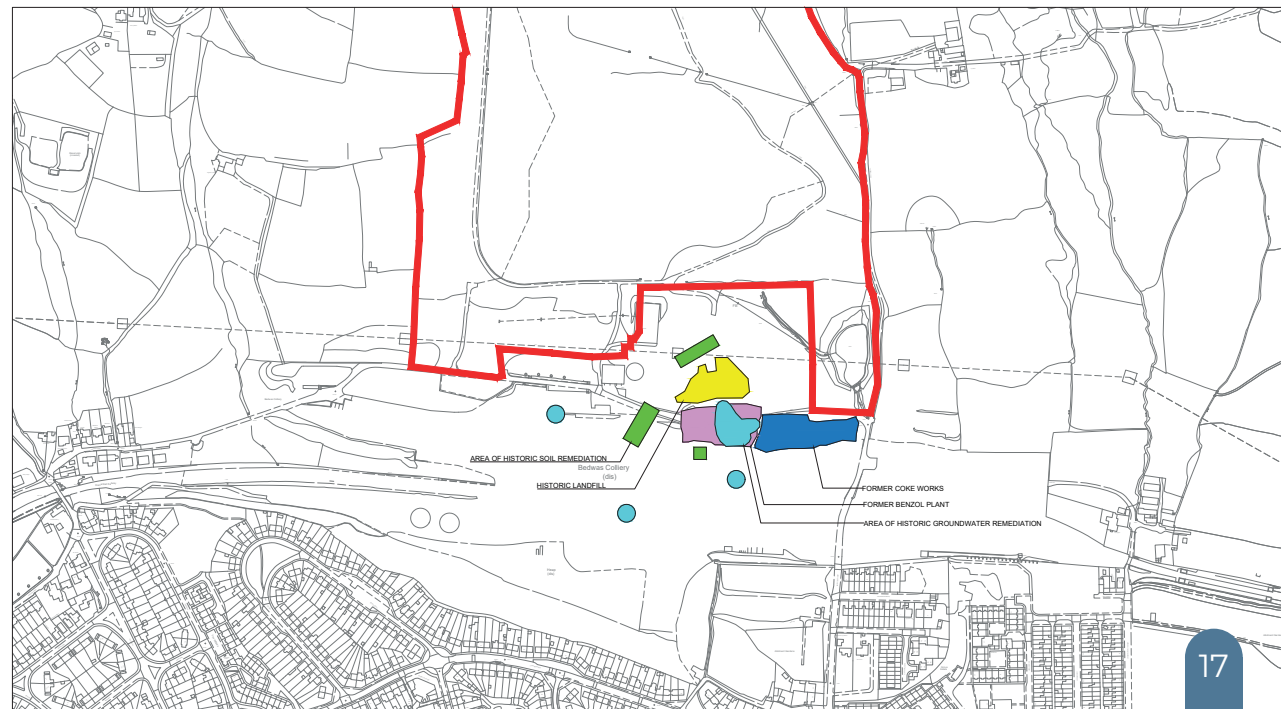 AREA OF HISTORIC SOIL REMEDIATION
Bedwas Colliery
(dis)
HISTORIC LANDFILL
FORMER COKE WORKS
FORMER BENZOL PLANT
AREA OF HISTORIC GROUNDWATER REMEDIATION
17